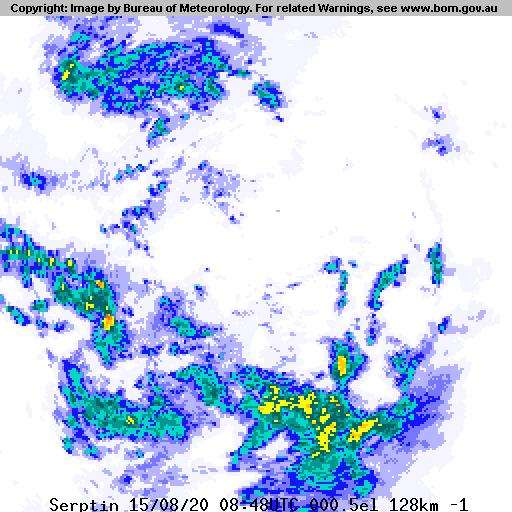 Copyright: Image by Bureau of Meteorology. For related Warnings, see www.bom.gov.au
Serptin 15/08/20 08:48UTC 000.5el 128km -1